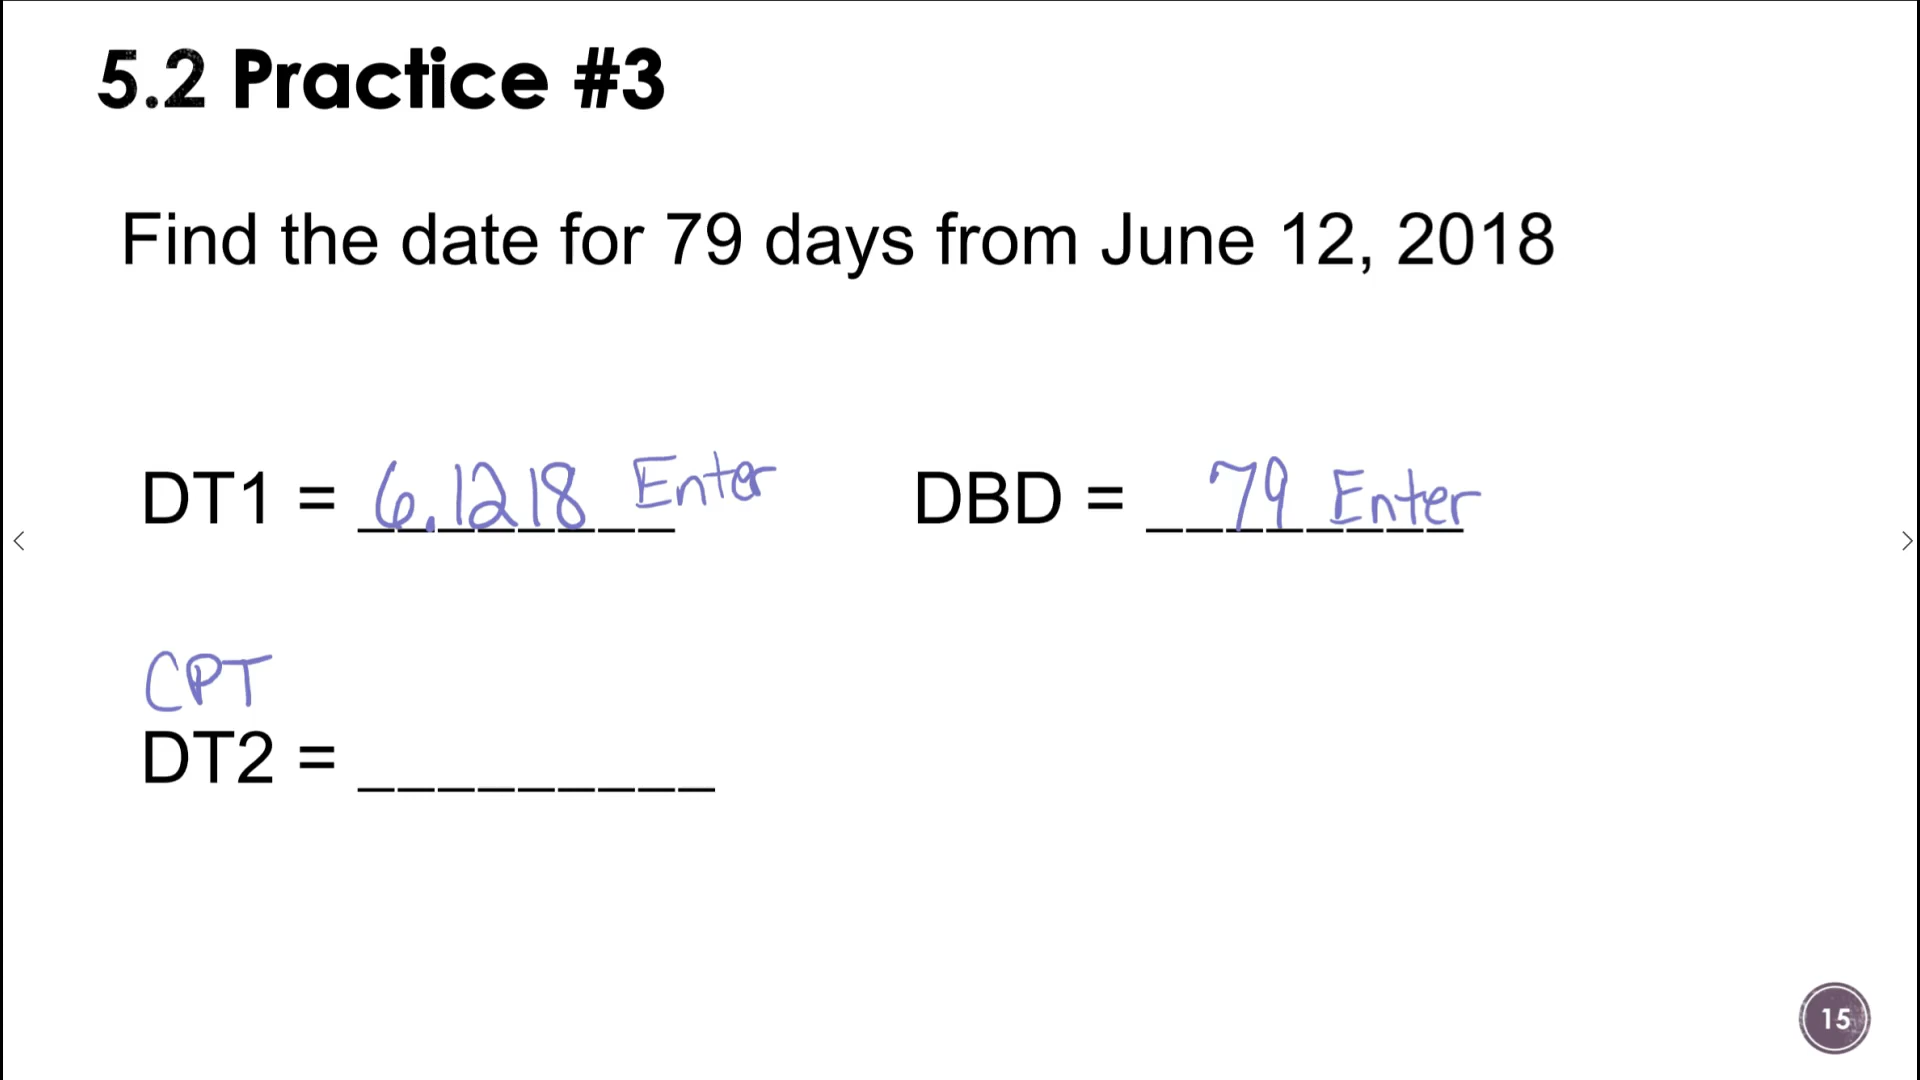 5.2 Practice #3
Find the date for 79 days from June 12, 2018
DT1 = 6.1218 Enter DBD = 79 Enter
CPT
DT2 = _________
15